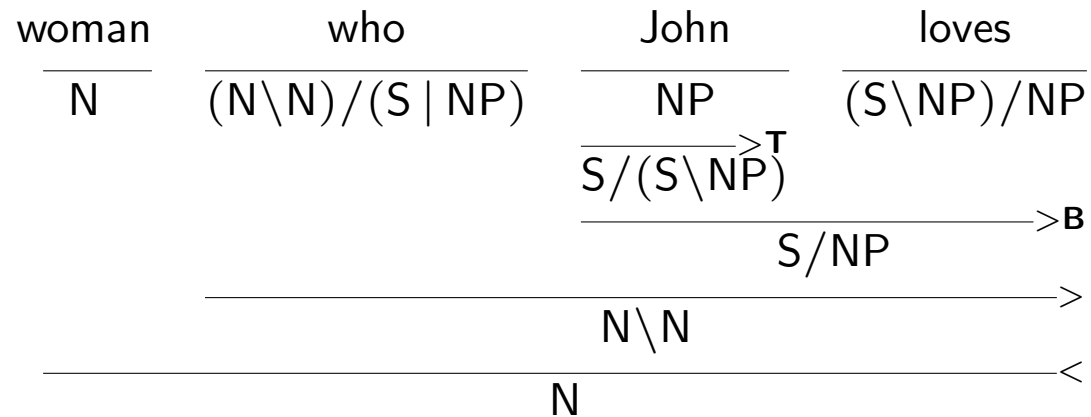 woman who John loves
N (N\N)/(S | NP) NP (S\NP)/NP
>T
S/(S\NP)
>B
S/NP
>
N\N
<
N